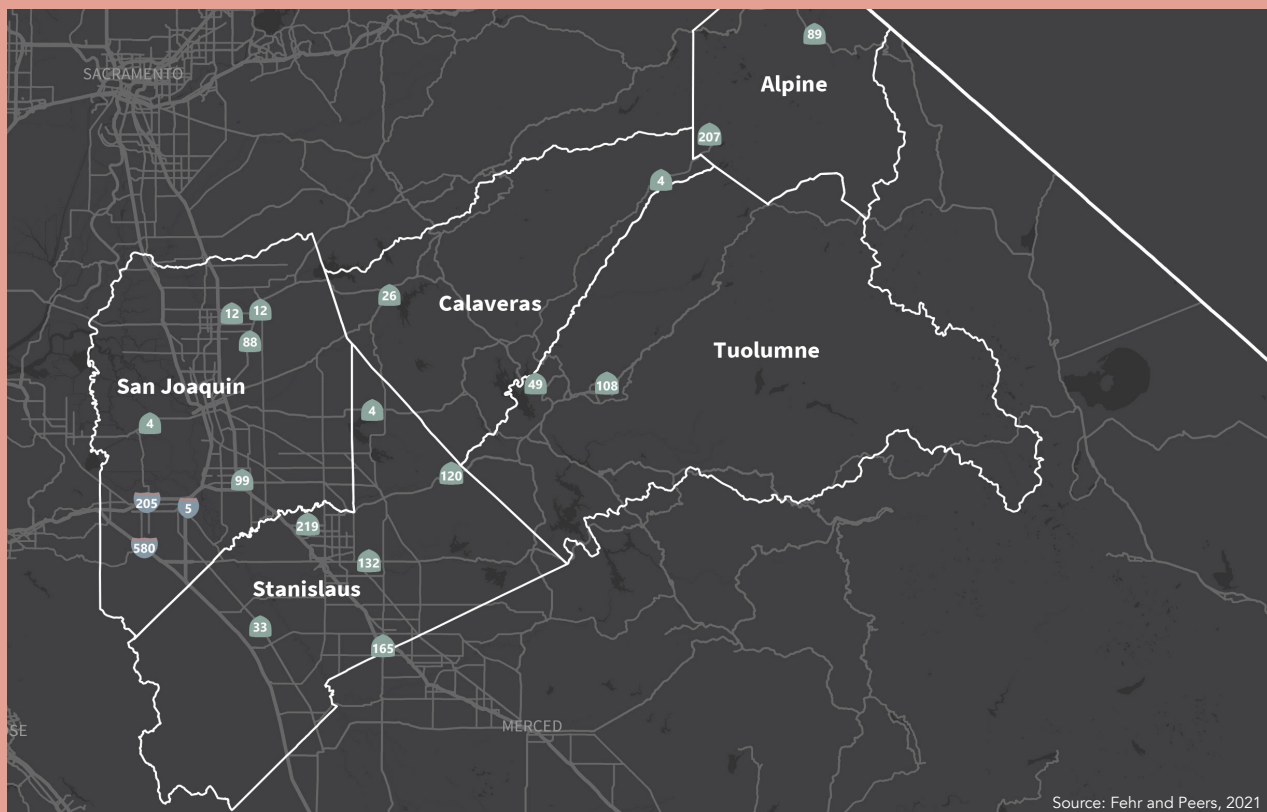 89
SACRAMENTO
Alpine
207
4
26
Calaveras
12
12
88
Tuolumne
San Joaquin
49
108
4
4
120
99
205
5
219
580
132
Stanislaus
33
165
MERCED
SE
Source: Fehr and Peers, 2021